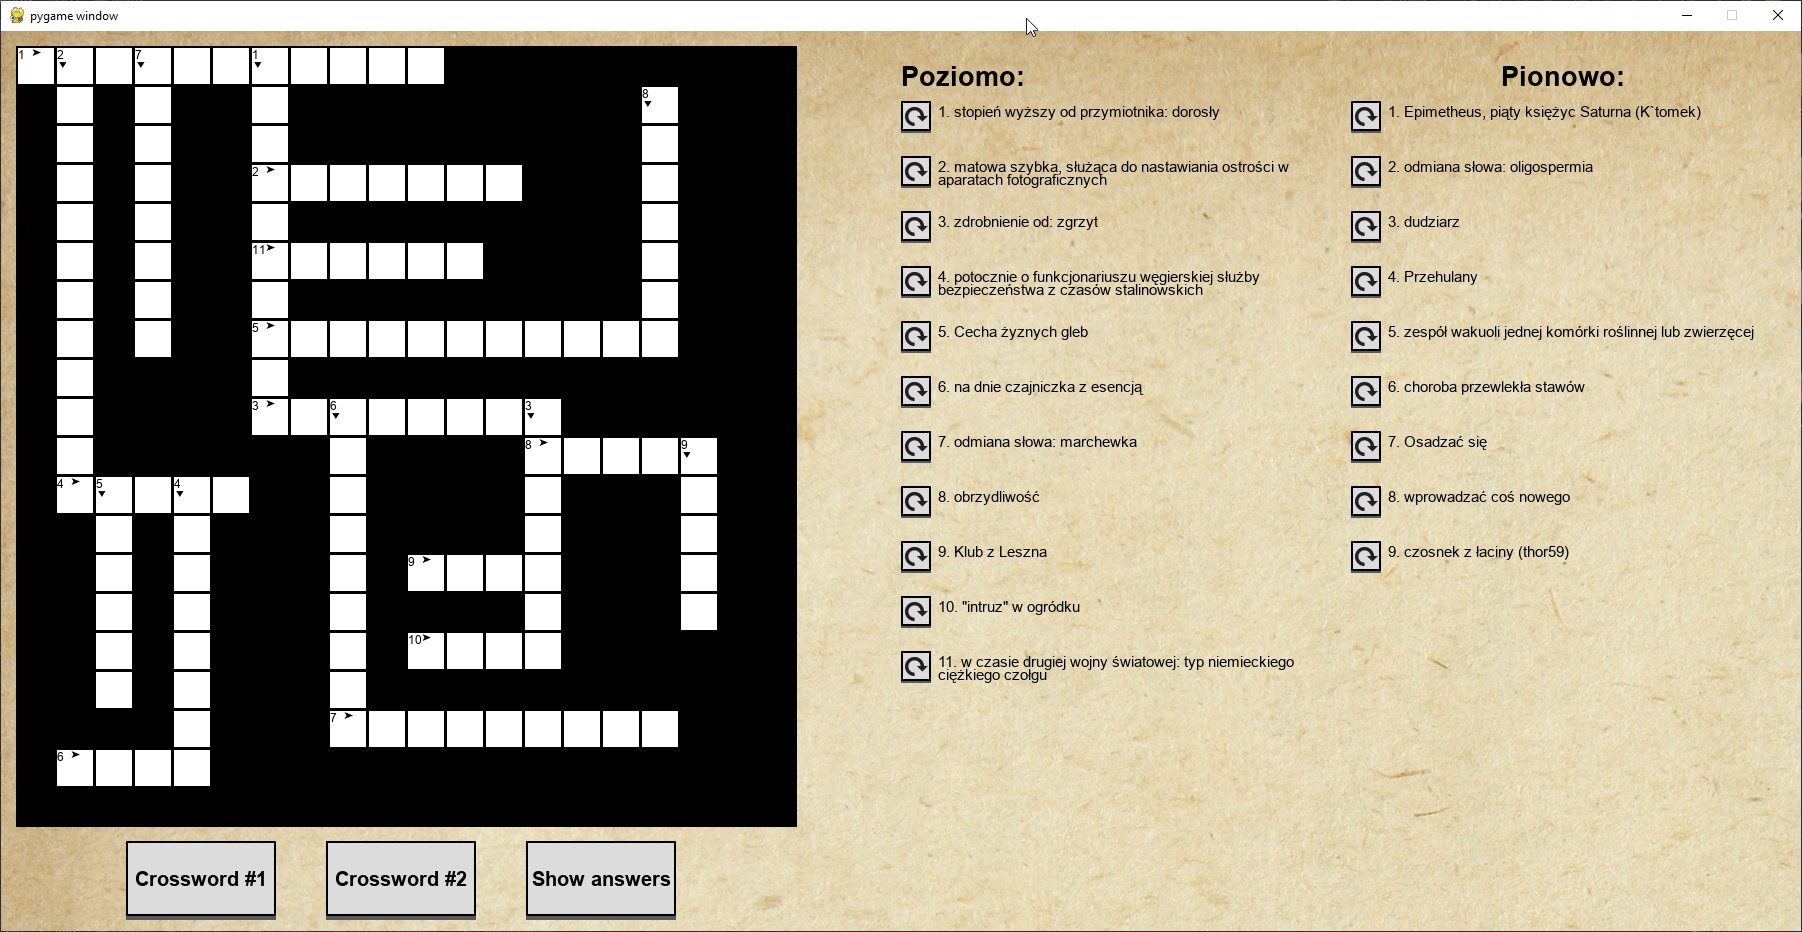 pygame window
1 2 7 1
8
2
11
5
3 6 3
8 9
4 5 4
9
10
7
6
Poziomo:
1. stopień wyższy od przymiotnika: dorosły
2. matowa szybka, służąca do nastawiania ostrości w
aparatach fotograficznych
3. zdrobnienie od: zgrzyt
4. potocznie o funkcjonariuszu węgierskiej służby
bezpieczeństwa z czasów stalinowskich
5. Cecha żyznych gleb
6. na dnie czajniczka z esencją
7. odmiana słowa: marchewka
8. obrzydliwość
9. Klub z Leszna
10. "intruz" w ogródku
11. w czasie drugiej wojny światowej: typ niemieckiego
ciężkiego czołgu
Pionowo:
1. Epimetheus, piąty księżyc Saturna (K`tomek)
2. odmiana słowa: oligospermia
3. dudziarz
4. Przehulany
5. zespół wakuoli jednej komórki roślinnej lub zwierzęcej
6. choroba przewlekła stawów
7. Osadzać się
8. wprowadzać coś nowego
9. czosnek z łaciny (thor59)
Crossword #1
Crossword #2
Show answers